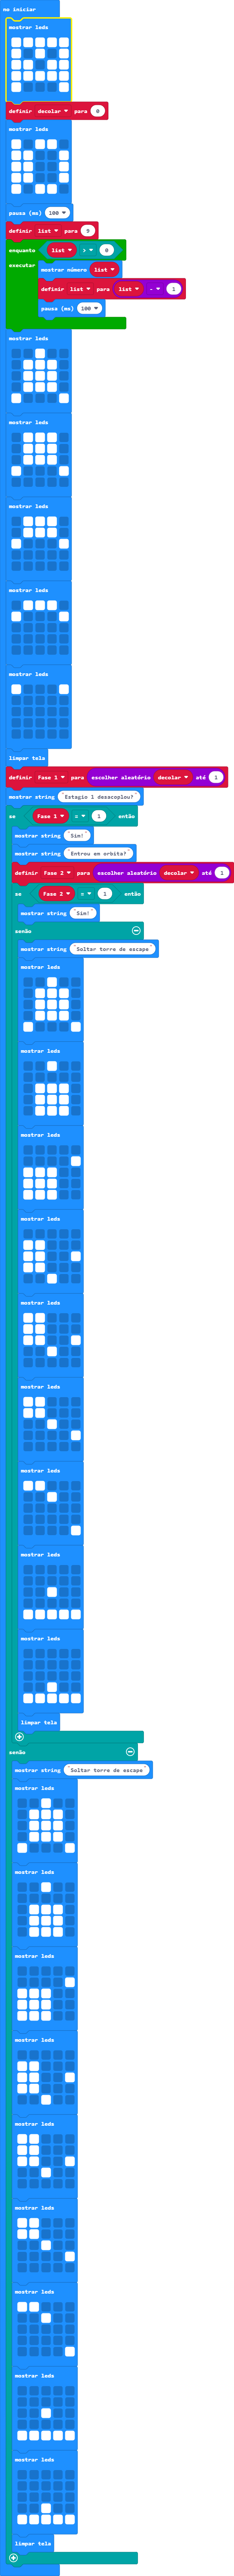 no iniciar
mostrar leds
definir decolar para 0
mostrar leds
pausa (ms) 100
definir list para 9
enquanto list > 0
executar mostrar número list
definir list para list - 1
pausa (ms) 100
mostrar leds
mostrar leds
mostrar leds
mostrar leds
mostrar leds
limpar tela
definir Fase 1 para escolher aleatório decolar até 1
mostrar string "Estagio 1 desacoplou?"
se Fase 1 = 1 então
mostrar string "Sim!"
mostrar string "Entrou em orbita?"
definir Fase 2 para escolher aleatório decolar até 1
se Fase 2 = 1 então
mostrar string "Sim!"
senão
mostrar string "Soltar torre de escape"
mostrar leds
mostrar leds
mostrar leds
mostrar leds
mostrar leds
mostrar leds
mostrar leds
mostrar leds
mostrar leds
limpar tela
senão
mostrar string "Soltar torre de escape"
mostrar leds
mostrar leds
mostrar leds
mostrar leds
mostrar leds
mostrar leds
mostrar leds
mostrar leds
mostrar leds
limpar tela